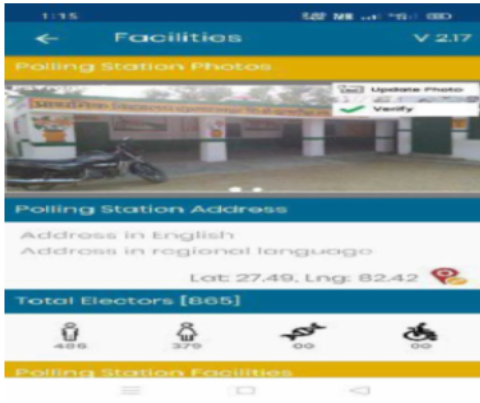 1:15
← Facilities V 2.17
Polling Station Photos
Update Photo
Verify
Polling Station Address
Address in English
Address in regional language
Lat: 27.49, Lng: 82.42
Total Electors [865]
486 379 00 00
Polling Station Facilities